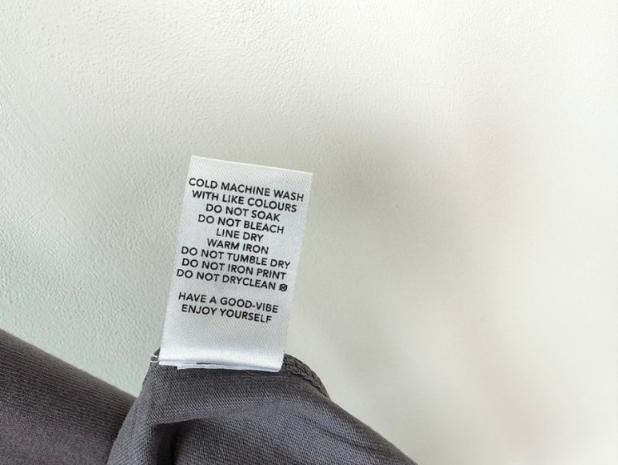 COLD MACHINE WASH
WITH LIKE COLOURS
DO NOT SOAK
DO NOT BLEACH
LINE DRY
WARM IRON
DO NOT TUMBLE DRY
DO NOT IRON PRINT
DO NOT DRYCLEAN
HAVE A GOOD-VIBE
ENJOY YOURSELF